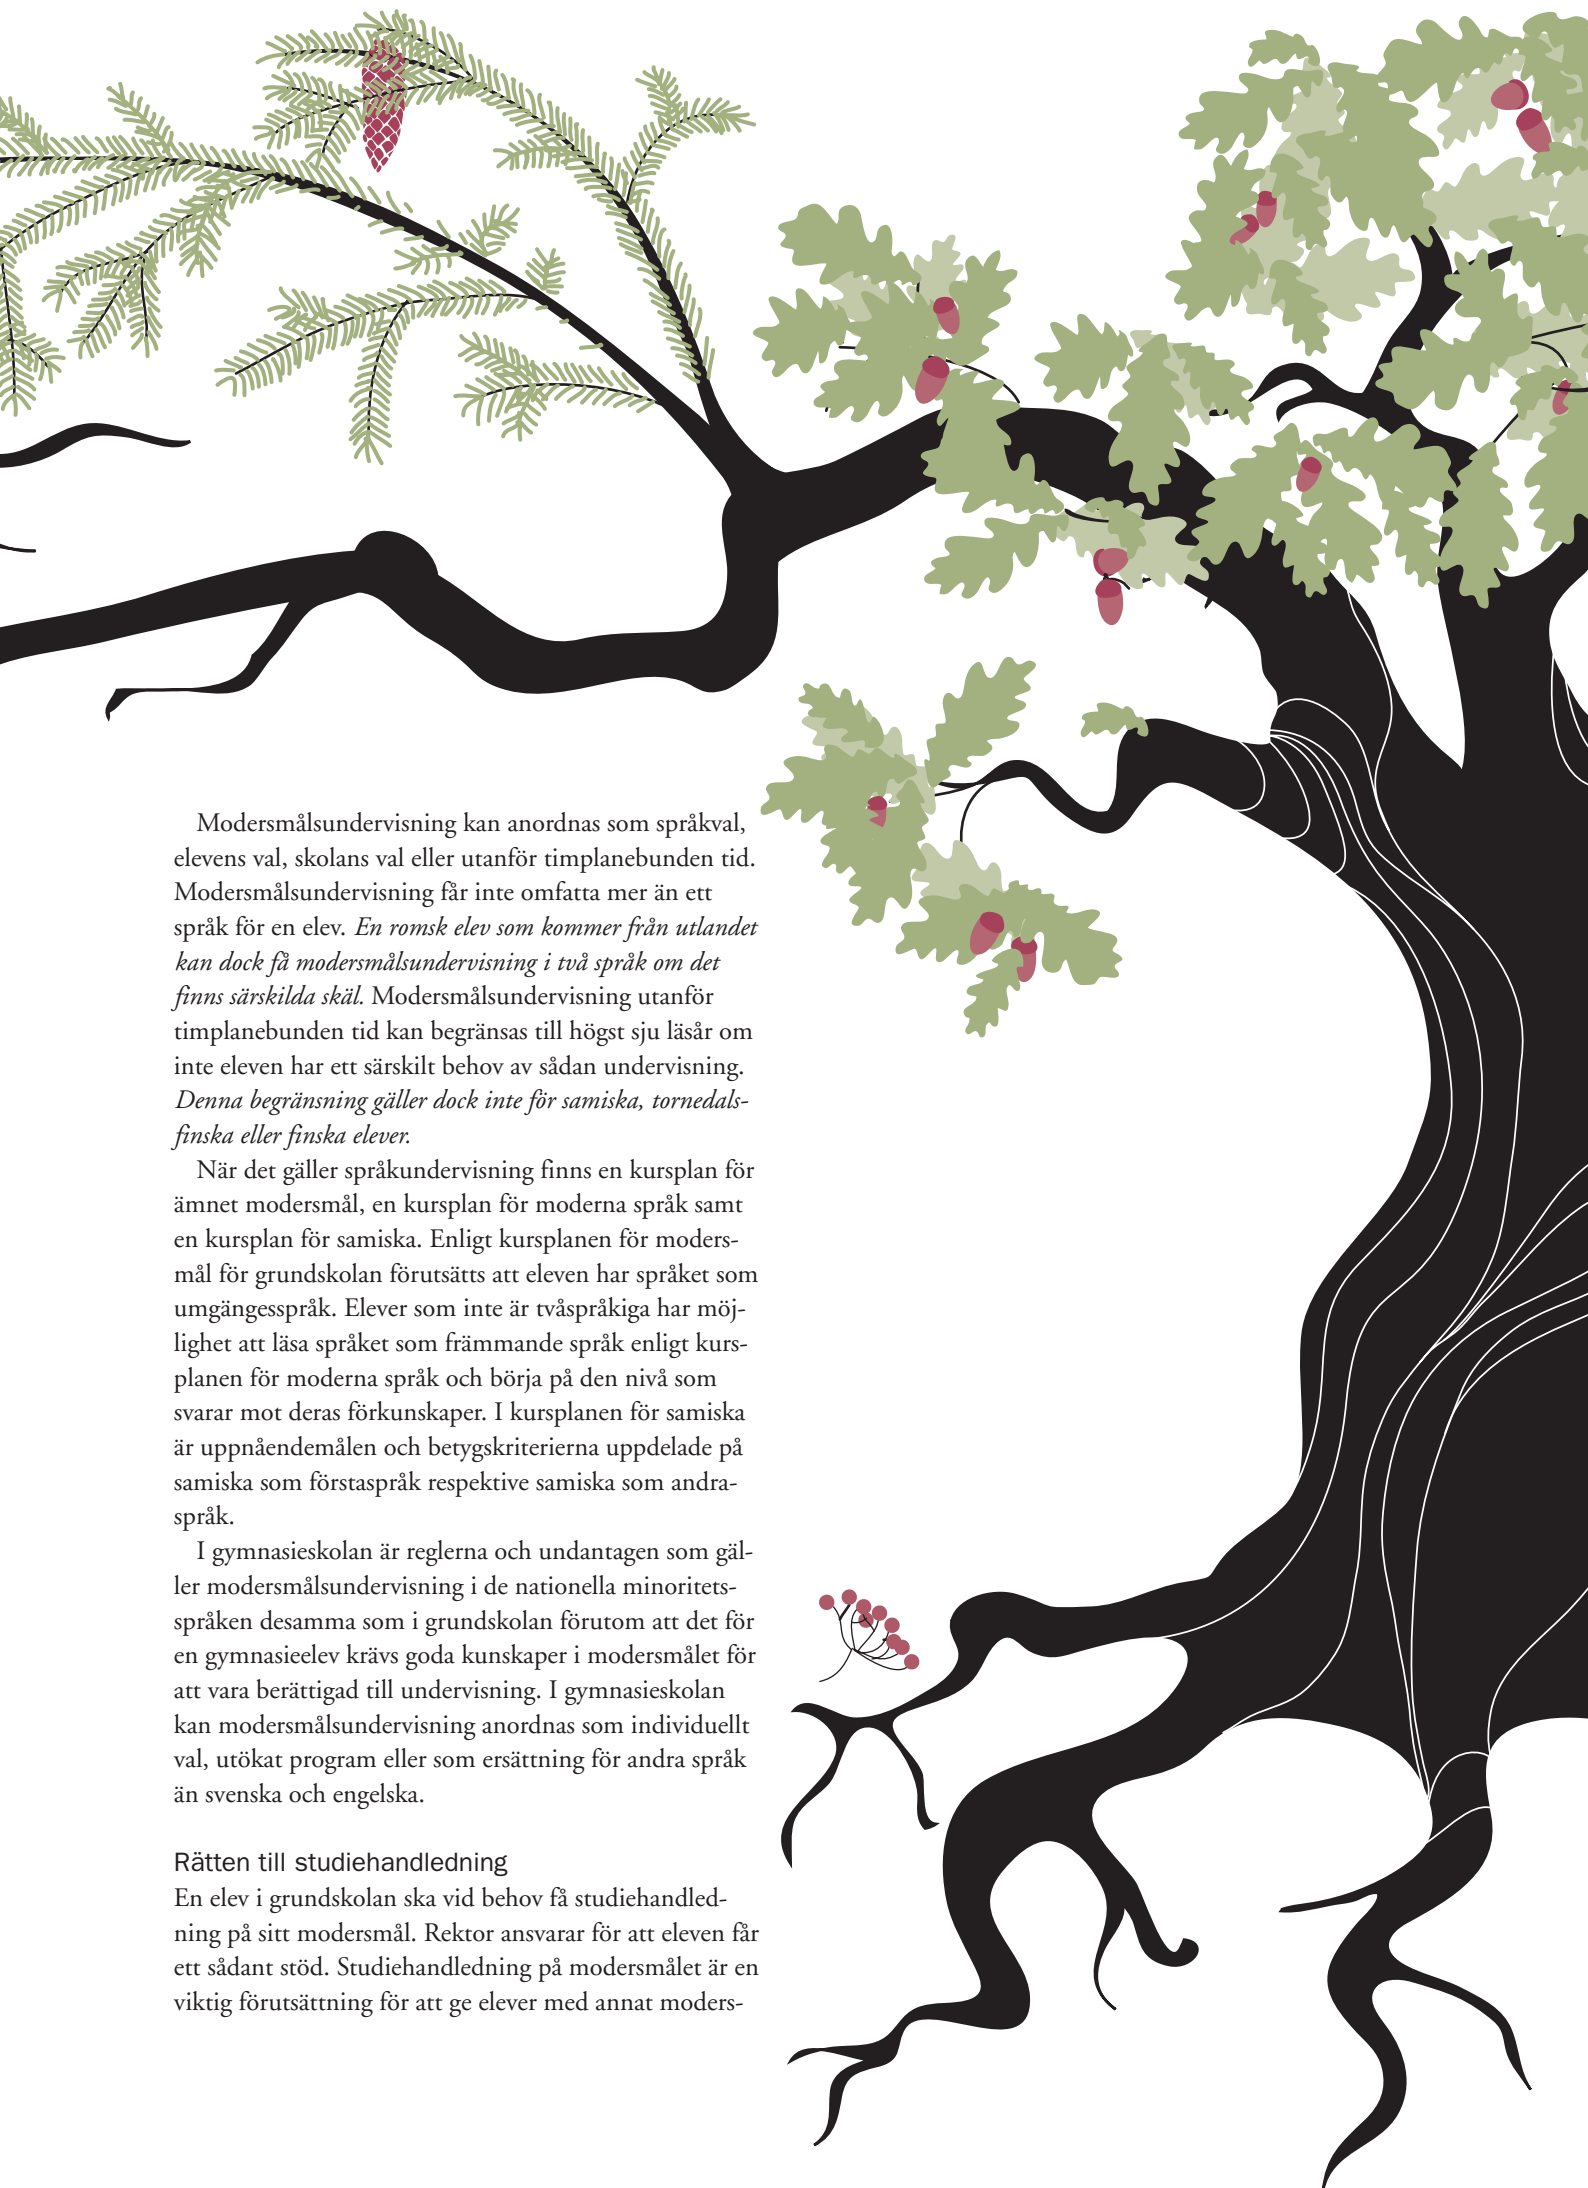 Modersmålsundervisning kan anordnas som språkval,
elevens val, skolans val eller utanför timplanebunden tid.
Modersmålsundervisning får inte omfatta mer än ett
språk för en elev. En romsk elev som kommer från utlandet
kan dock få modersmålsundervisning i två språk om det
finns särskilda skäl. Modersmålsundervisning utanför
timplanebunden tid kan begränsas till högst sju läsår om
inte eleven har ett särskilt behov av sådan undervisning.
Denna begränsning gäller dock inte för samiska, tornedals-
finska eller finska elever.
När det gäller språkundervisning finns en kursplan för
ämnet modersmål, en kursplan för moderna språk samt
en kursplan för samiska. Enligt kursplanen för moders-
mål för grundskolan förutsätts att eleven har språket som
umgängesspråk. Elever som inte är tvåspråkiga har möj-
lighet att läsa språket som främmande språk enligt kurs-
planen för moderna språk och börja på den nivå som
svarar mot deras förkunskaper. I kursplanen för samiska
är uppnåendemålen och betygskriterierna uppdelade på
samiska som förstaspråk respektive samiska som andra-
språk.
I gymnasieskolan är reglerna och undantagen som gäl-
ler modersmålsundervisning i de nationella minoritets-
språken desamma som i grundskolan förutom att det för
en gymnasieelev krävs goda kunskaper i modersmålet för
att vara berättigad till undervisning. I gymnasieskolan
kan modersmålsundervisning anordnas som individuellt
val, utökat program eller som ersättning för andra språk
än svenska och engelska.
Rätten till studiehandledning
En elev i grundskolan ska vid behov få studiehandled-
ning på sitt modersmål. Rektor ansvarar för att eleven får
ett sådant stöd. Studiehandledning på modersmålet är en
viktig förutsättning för att ge elever med annat moders-